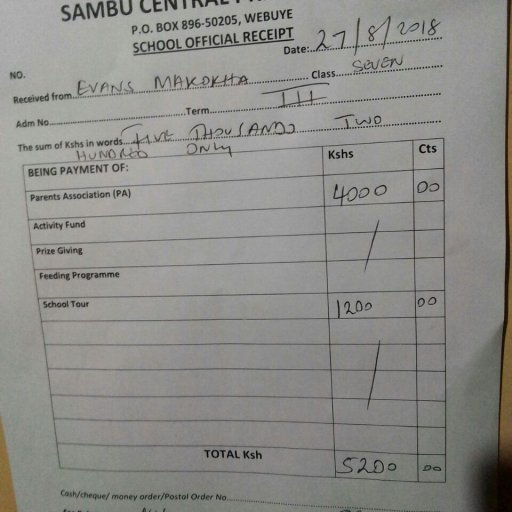 SAMBU CENTRAL
P.O. BOX 896-50205, WEBUYE
SCHOOL OFFICIAL RECEIPT
Date: 27/8/2018
NO.
Received from EVANS MAKOKHA Class SEVEN
Adm No. Term III
The sum of Kshs in words FIVE THOUSAND TWO
HUNDRED ONLY
BEING PAYMENT OF: Kshs Cts
Parents Association (PA) 4000 00
Activity Fund
Prize Giving
Feeding Programme
School Tour 1200 00
TOTAL Ksh 5200 00
Cash/cheque/ money order/Postal Order No.